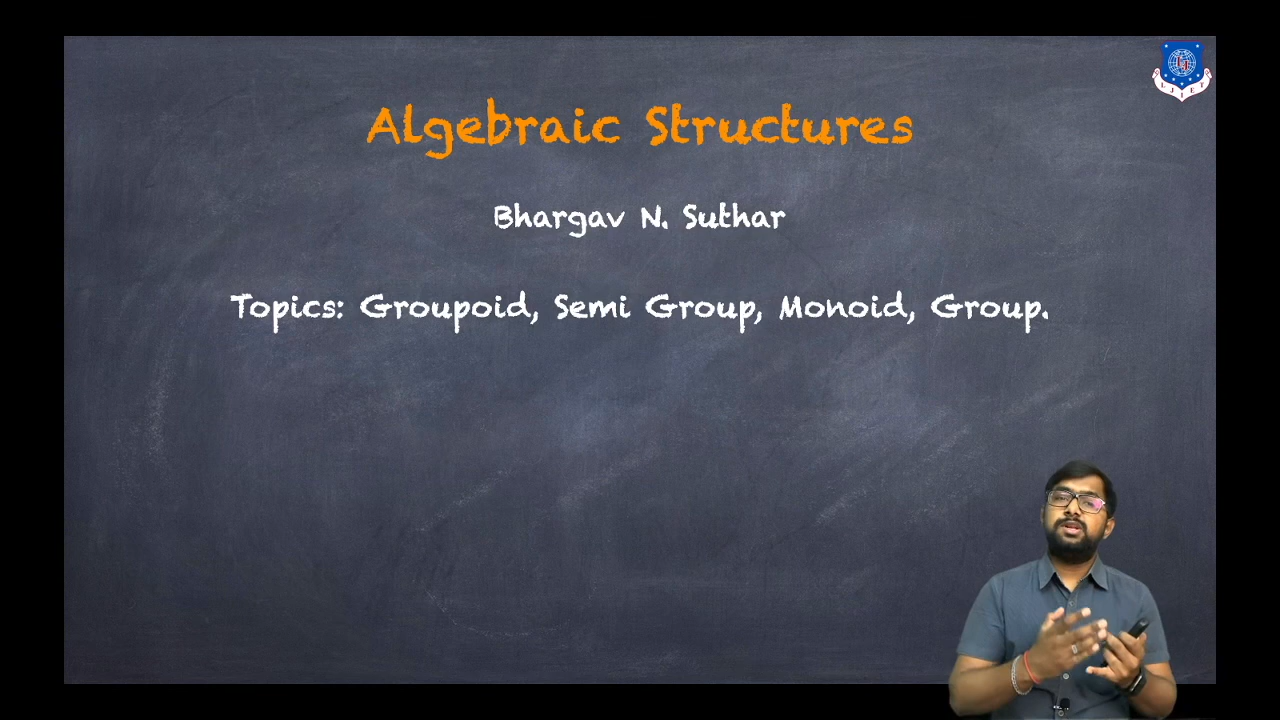 Algebraic Structures
Bhargav N. Suthar
Topics: Groupoid, Semi Group, Monoid, Group.